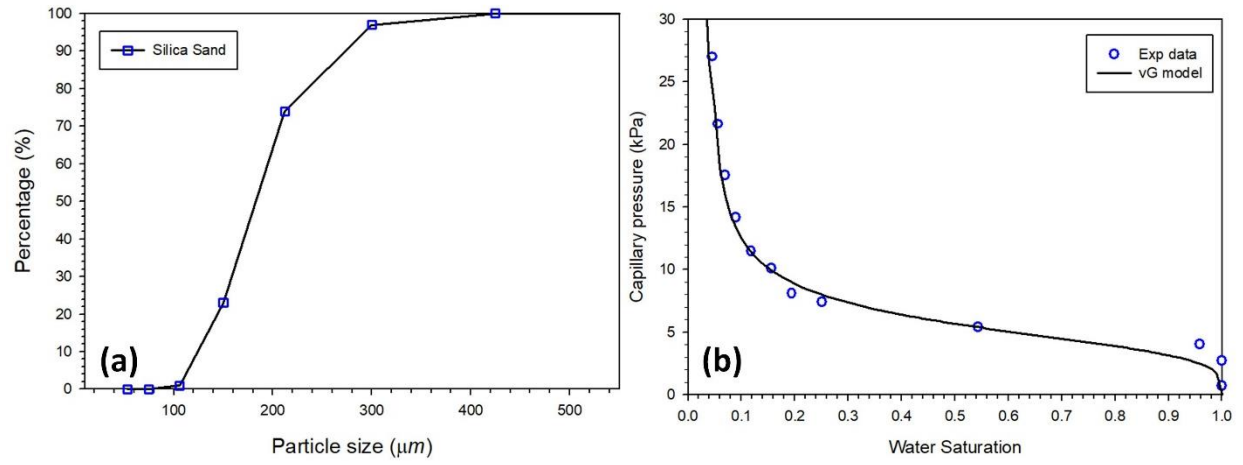 100
90
80
70
60
50
40
30
20
10
0
Percentage (%)
Silica Sand
(a)
100 200 300 400 500
Particle size (μm)
30
25
20
15
10
5
0
Capillary pressure (kPa)
Exp data
vG model
(b)
0.0 0.1 0.2 0.3 0.4 0.5 0.6 0.7 0.8 0.9 1.0
Water Saturation